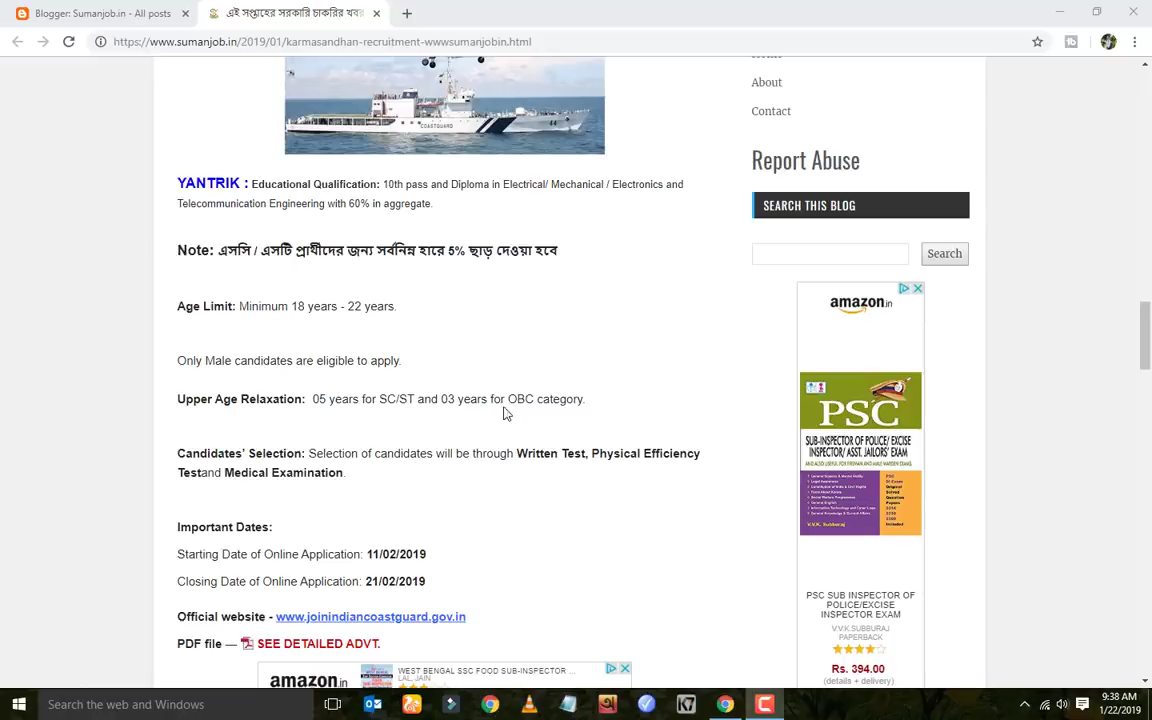 Blogger: Sumanjob.in - All posts
এই সপ্তাহের সরকারি চাকরির খবর
https://www.sumanjob.in/2019/01/karmasandhan-recruitment-wwwsumanjobin.html
COASTGUARD
44
About
Contact
YANTRIK : Educational Qualification: 10th pass and Diploma in Electrical/ Mechanical / Electronics and
Telecommunication Engineering with 60% in aggregate.
Note: এসসি / এসটি প্রার্থীদের জন্য সর্বনিম্ন হারে 5% ছাড় দেওয়া হবে
Age Limit: Minimum 18 years - 22 years.
Only Male candidates are eligible to apply.
Upper Age Relaxation: 05 years for SC/ST and 03 years for OBC category.
Candidates' Selection: Selection of candidates will be through Written Test, Physical Efficiency
Testand Medical Examination.
Important Dates:
Starting Date of Online Application: 11/02/2019
Closing Date of Online Application: 21/02/2019
Official website - www.joinindiancoastguard.gov.in
PDF file — SEE DETAILED ADVT.
amazon.in
WEST BENGAL SSC FOOD SUB-INSPECTOR ...
LAL, JAIN
Report Abuse
SEARCH THIS BLOG
Search
amazon.in
PSC
SUB-INSPECTOR OF POLICE/ EXCISE
INSPECTOR/ ASST. JAILORS' EXAM
V.V.K. Subburaj
PSC SUB INSPECTOR OF
POLICE/EXCISE
INSPECTOR EXAM
V.V.K.SUBBURAJ
PAPERBACK
Rs. 394.00
(details + delivery)
Search the web and Windows
9:38 AM
1/22/2019